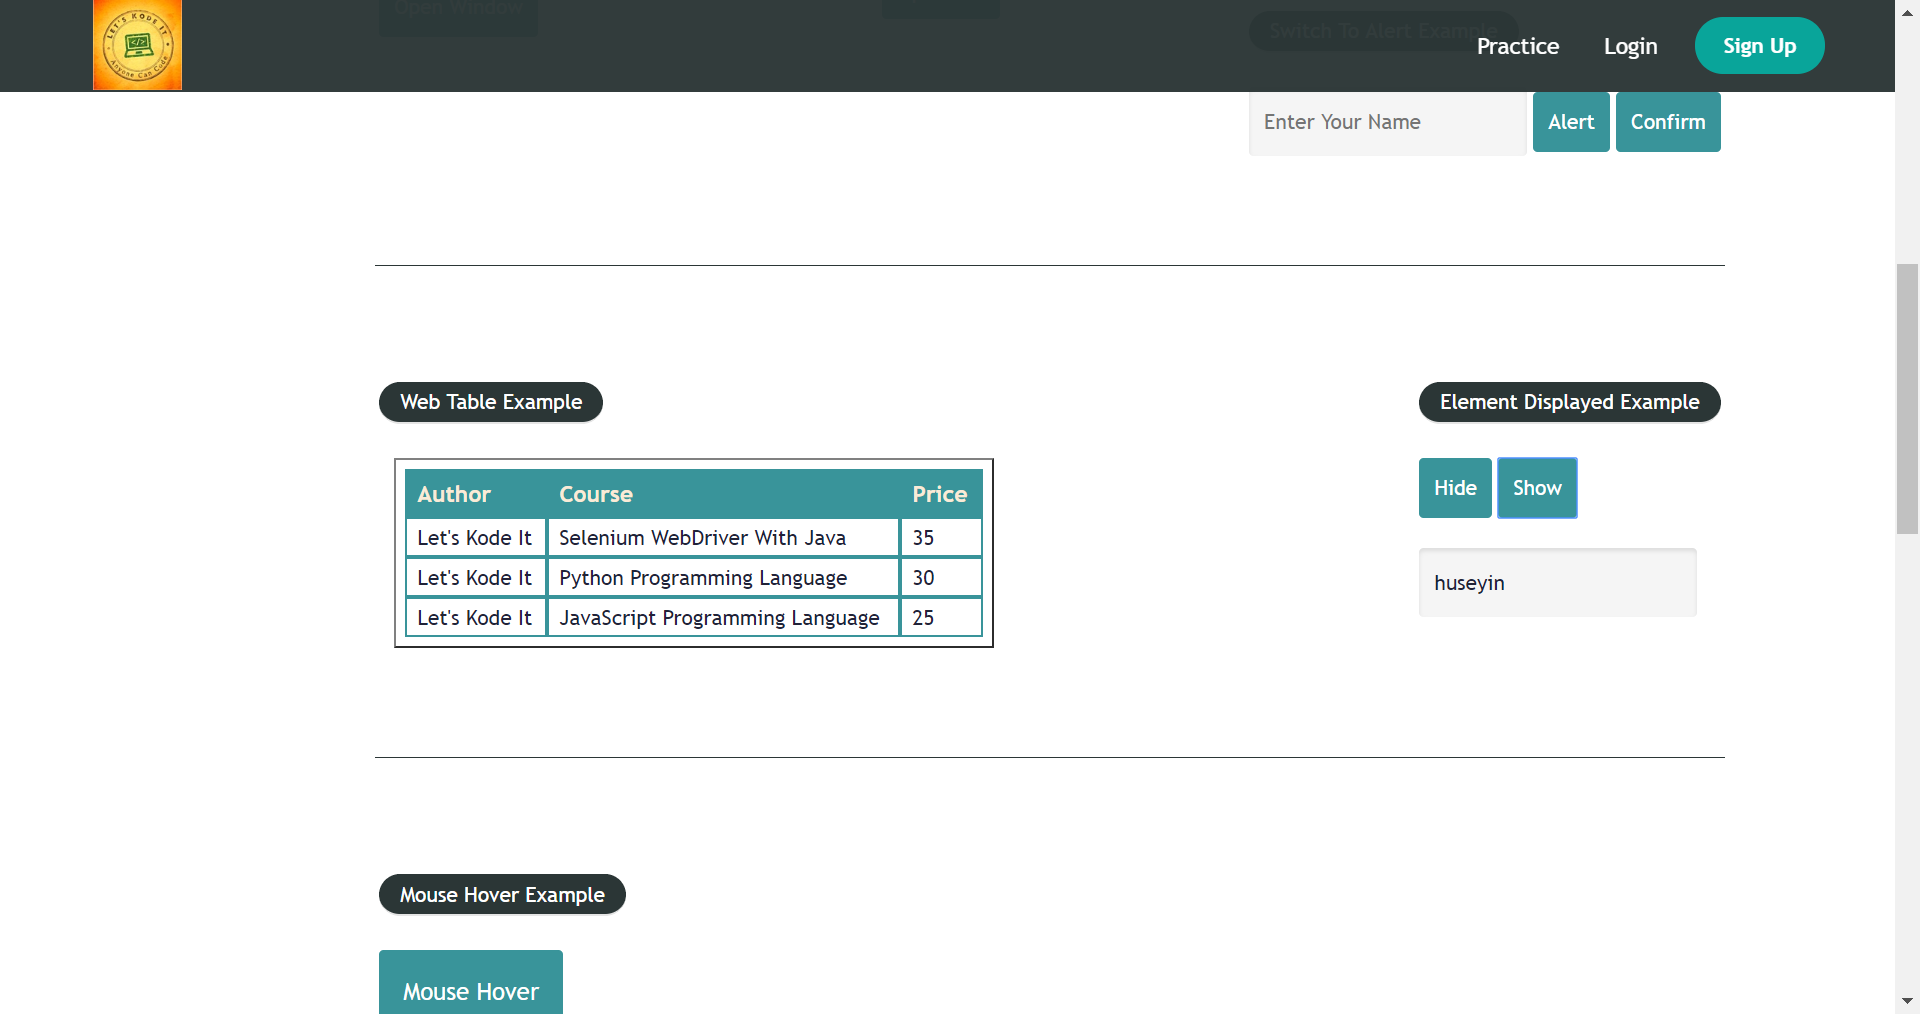 Open Window
Switch To Alert Example
LET'S KODE IT
Anyone Can Code
Practice
Login
Sign Up
Enter Your Name
Alert
Confirm
Web Table Example
Element Displayed Example
Author Course Price
Let's Kode It Selenium WebDriver With Java 35
Let's Kode It Python Programming Language 30
Let's Kode It JavaScript Programming Language 25
Hide
Show
huseyin
Mouse Hover Example
Mouse Hover